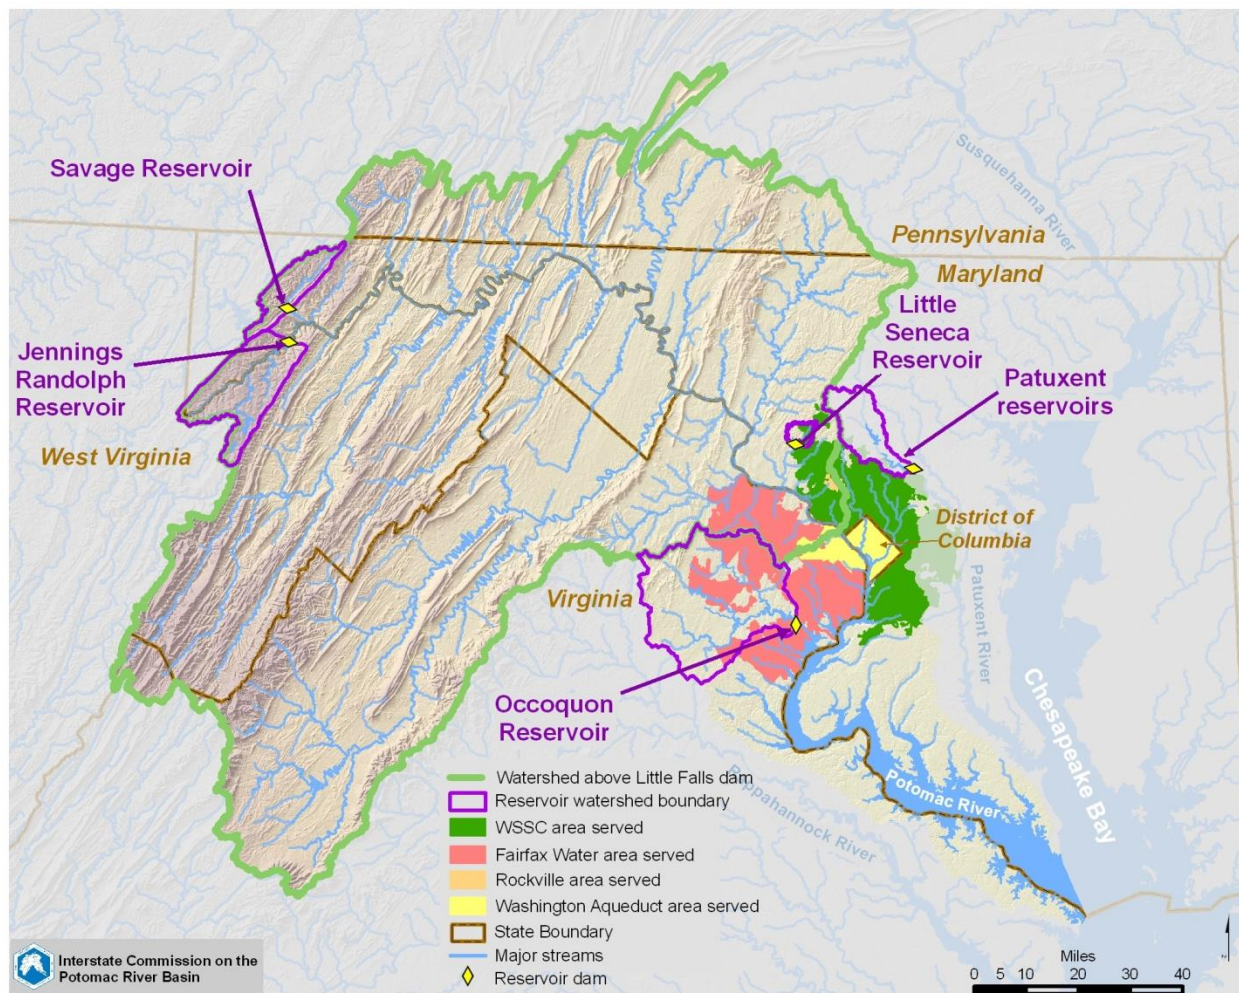 Savage Reservoir
Susquehanna River
Pennsylvania
Maryland
Little
Seneca
Reservoir
Jennings
Randolph
Reservoir
Patuxent
reservoirs
West Virginia
District of
Columbia
Virginia
Patuxent River
Occoquon
Reservoir
Chesapeake Bay
Potomac River
Rappahannock River
Watershed above Little Falls dam
Reservoir watershed boundary
WSSC area served
Fairfax Water area served
Rockville area served
Washington Aqueduct area served
State Boundary
Major streams
Reservoir dam
Interstate Commission on the
Potomac River Basin
Miles
0 5 10 20 30 40